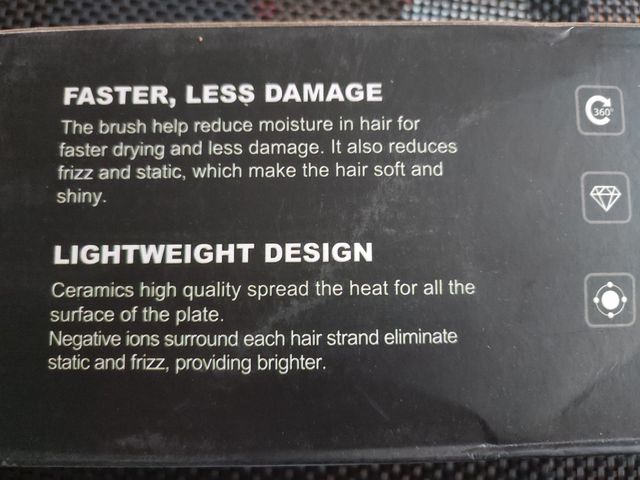 FASTER, LESS DAMAGE
The brush help reduce moisture in hair for
faster drying and less damage. It also reduces
frizz and static, which make the hair soft and
shiny.
LIGHTWEIGHT DESIGN
Ceramics high quality spread the heat for all the
surface of the plate.
Negative ions surround each hair strand eliminate
static and frizz, providing brighter.
360°